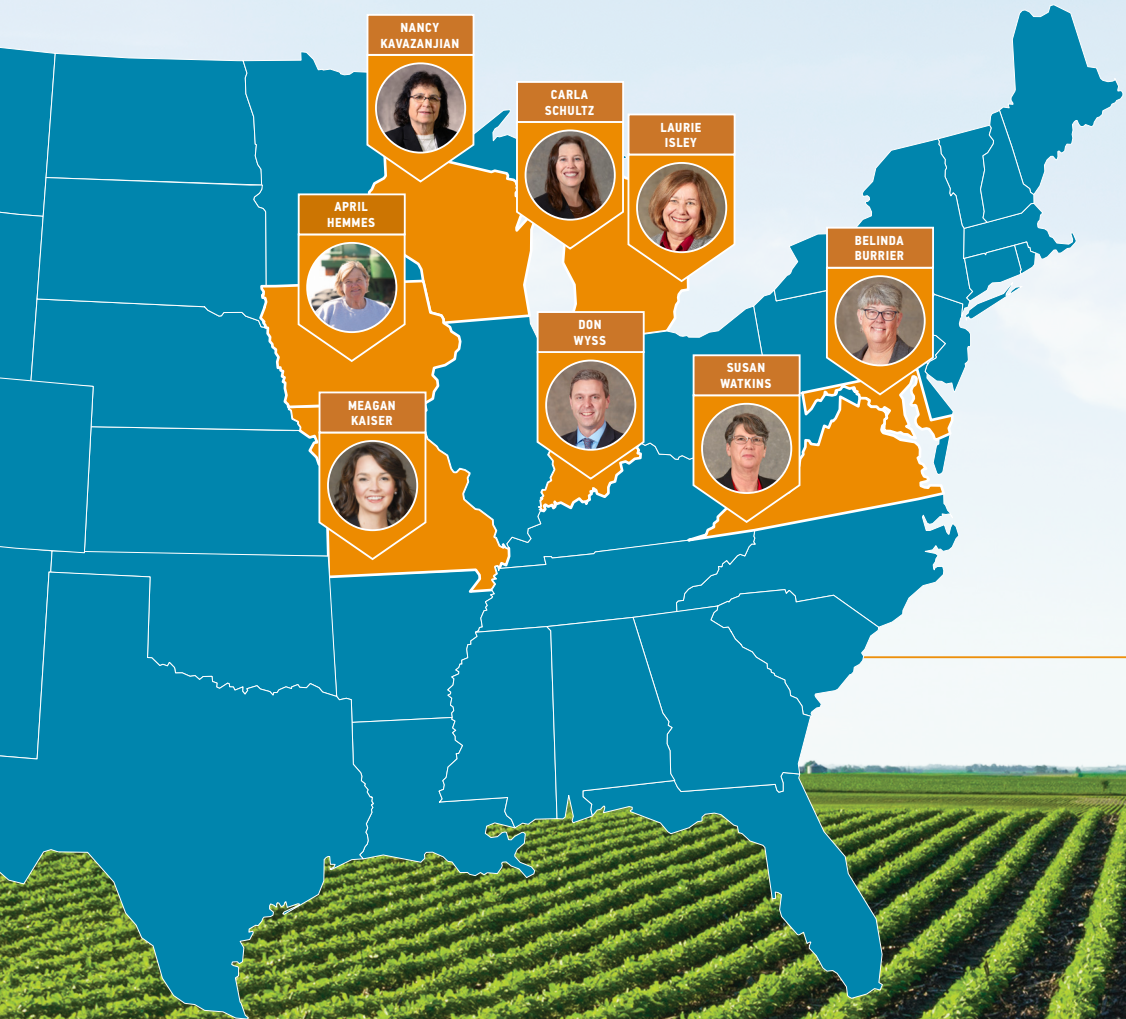 NANCY
KAVAZANJIAN
CARLA
SCHULTZ
LAURIE
ISLEY
APRIL
HEMMES
BELINDA
BURRIER
DON
WYSS
SUSAN
WATKINS
MEAGAN
KAISER